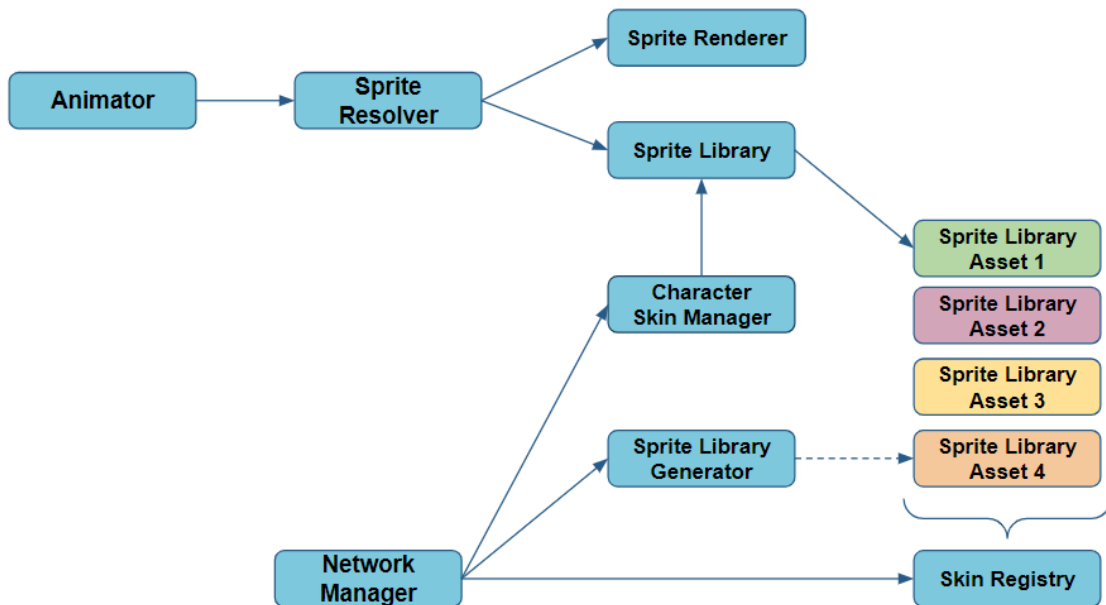 Sprite Renderer
Animator
Sprite
Resolver
Sprite Library
Sprite Library
Asset 1
Character
Skin Manager
Sprite Library
Asset 2
Sprite Library
Asset 3
Sprite Library
Generator
Sprite Library
Asset 4
Network
Manager
Skin Registry